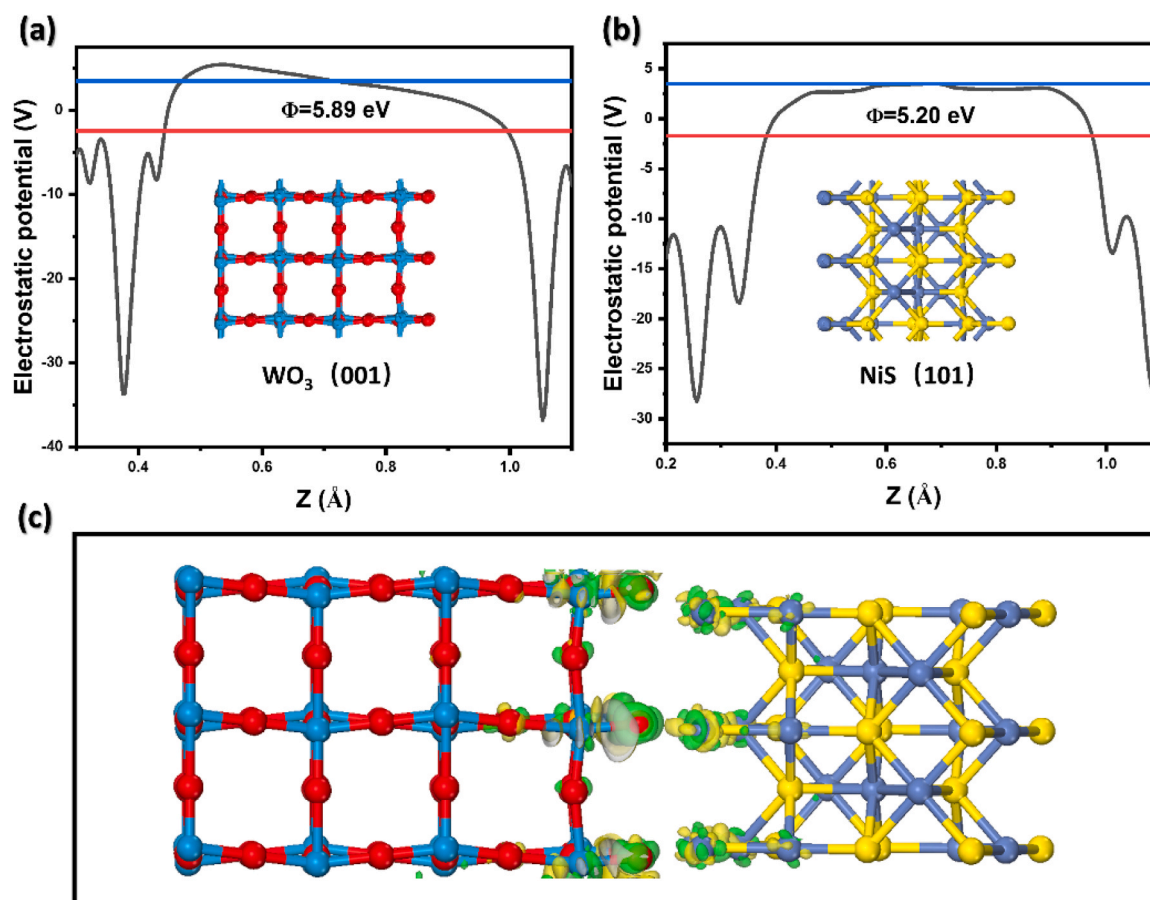 (a)
Electrostatic potential (V)
0
-10
-20
-30
-40
Φ=5.89 eV
WO₃ (001)
0.4
0.6
0.8
1.0
Z (Å)
(b)
Electrostatic potential (V)
5
0
-5
-10
-15
-20
-25
-30
Φ=5.20 eV
NiS (101)
0.2
0.4
0.6
0.8
1.0
Z (Å)
(c)